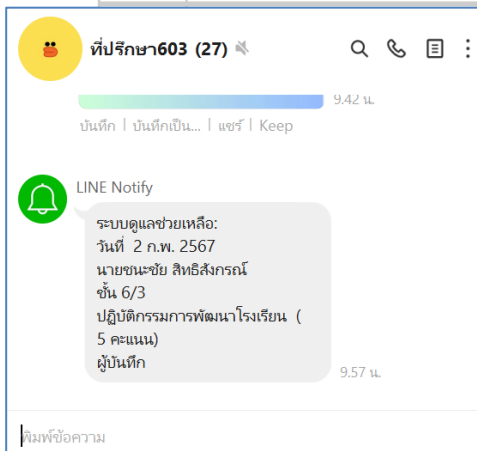 ที่ปรึกษา603 (27)
9.42 น.
บันทึก | บันทึกเป็น... | แชร์ | Keep
LINE Notify
ระบบดูแลช่วยเหลือ:
วันที่ 2 ก.พ. 2567
นายชนะชัย สิทธิสังกรณ์
ชั้น 6/3
ปฏิบัติกรรมการพัฒนาโรงเรียน (
5 คะแนน)
ผู้บันทึก
9.57 น.
พิมพ์ข้อความ